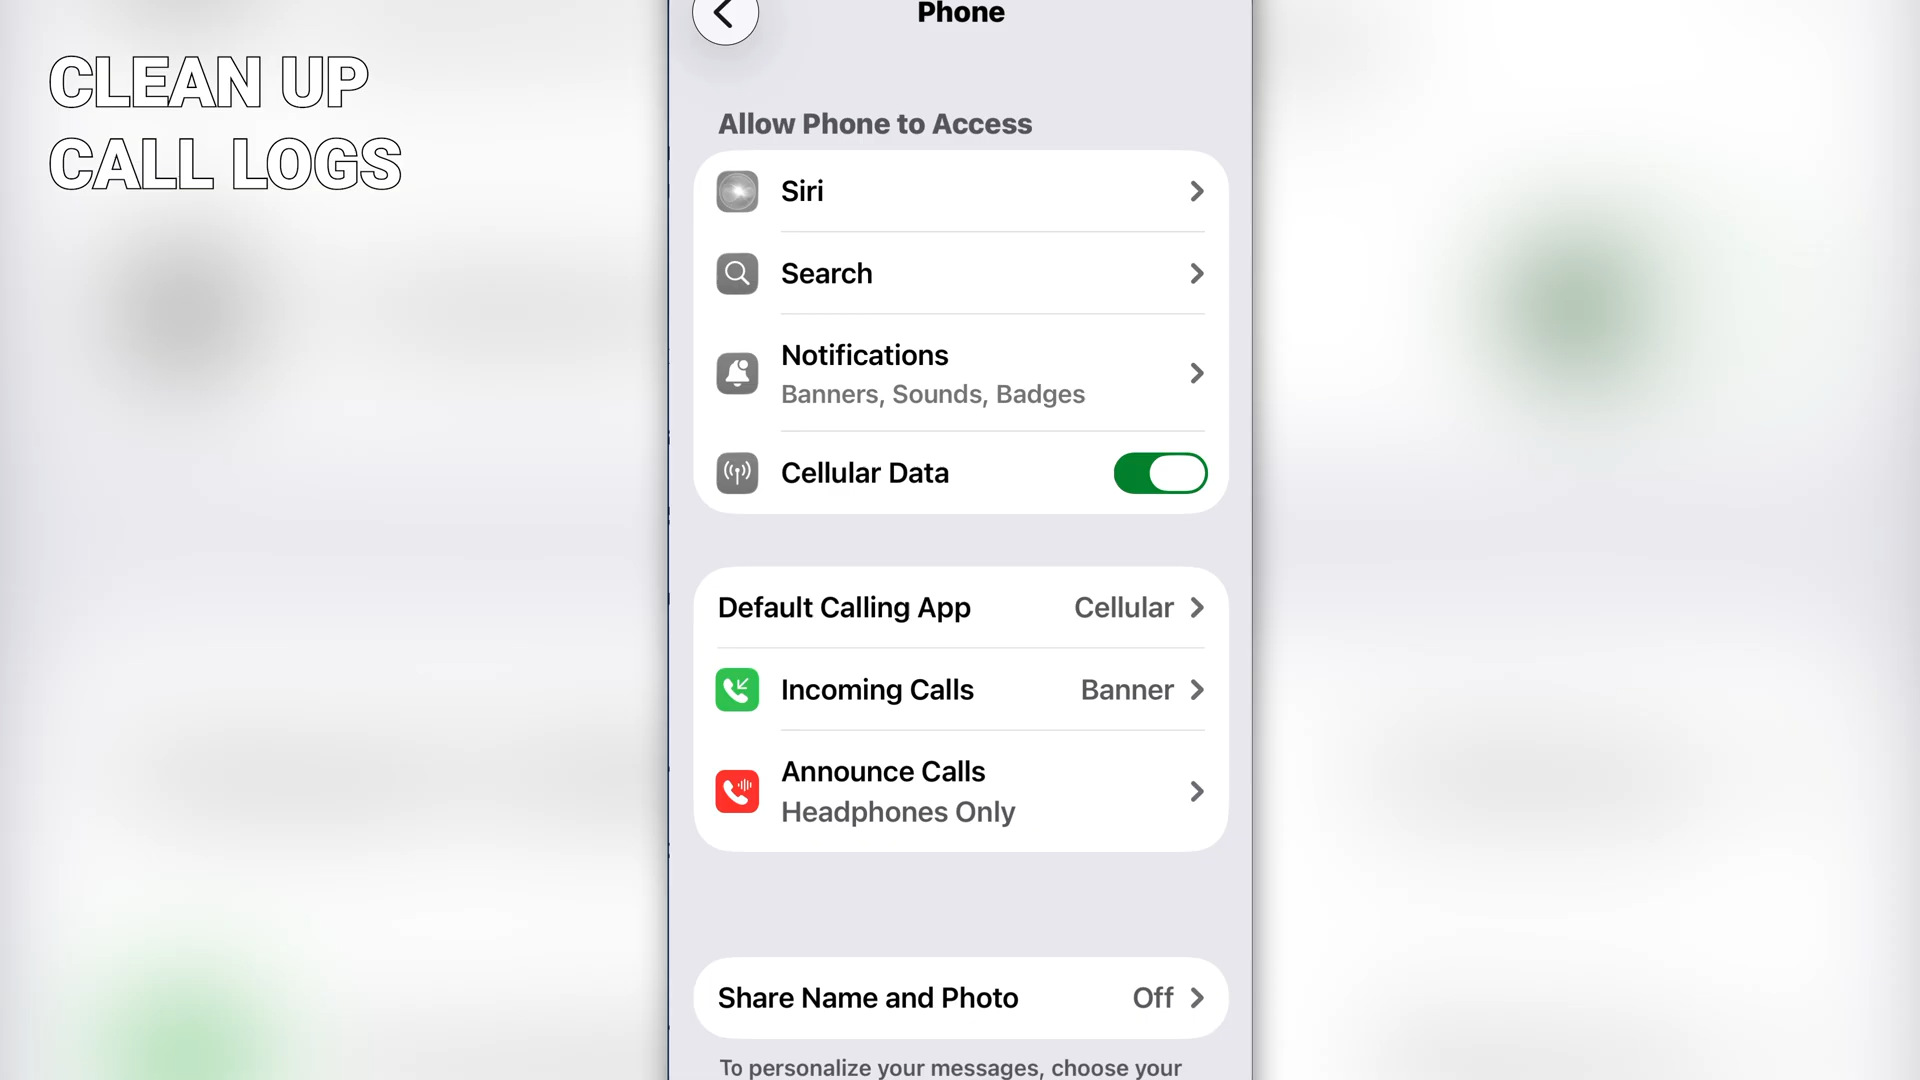 CLEAN UP
CALL LOGS
Phone
Allow Phone to Access
Siri
Search
Notifications
Banners, Sounds, Badges
Cellular Data
Default Calling App Cellular
Incoming Calls Banner
Announce Calls
Headphones Only
Share Name and Photo Off
To personalize your messages, choose your